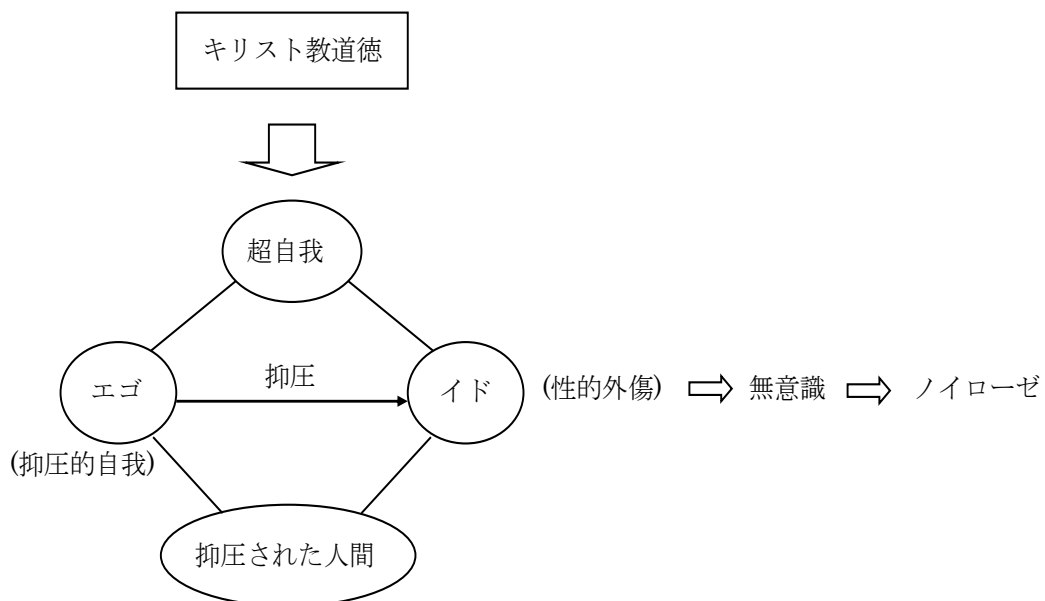 キリスト教道徳
超自我
エゴ
抑圧
イド
(性的外傷)
無意識
ノイローゼ
(抑圧的自我)
抑圧された人間